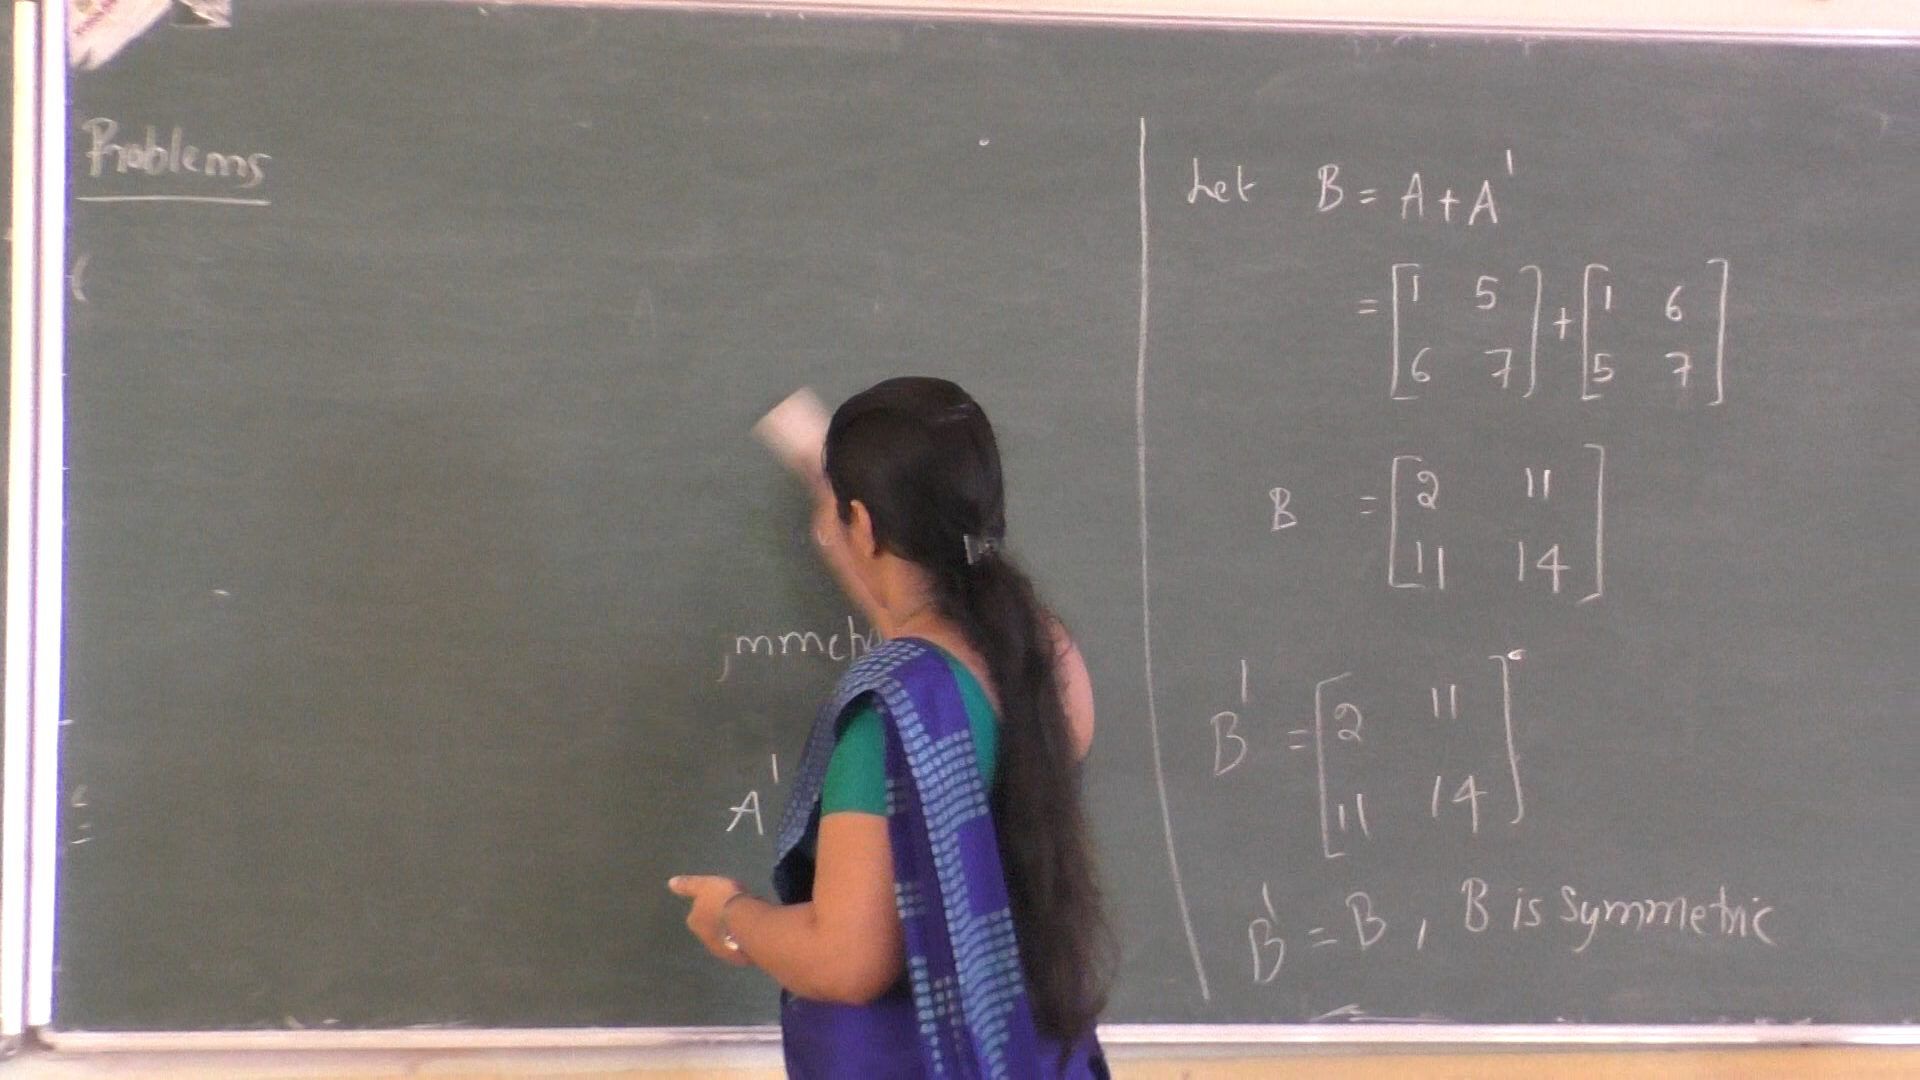 Problems
A'
Let B = A + A'
= [1 5
6 7] + [1 6
5 7]
B = [2 11
11 14]
B' = [2 11
11 14]
B' = B , B is symmetric